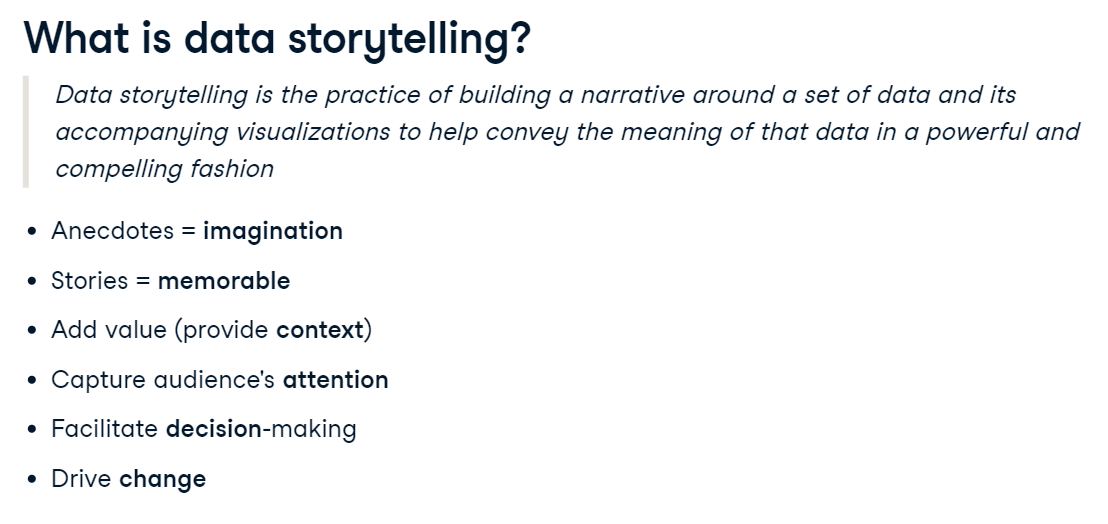 What is data storytelling?
Data storytelling is the practice of building a narrative around a set of data and its
accompanying visualizations to help convey the meaning of that data in a powerful and
compelling fashion
• Anecdotes = imagination
• Stories = memorable
• Add value (provide context)
• Capture audience's attention
• Facilitate decision-making
• Drive change